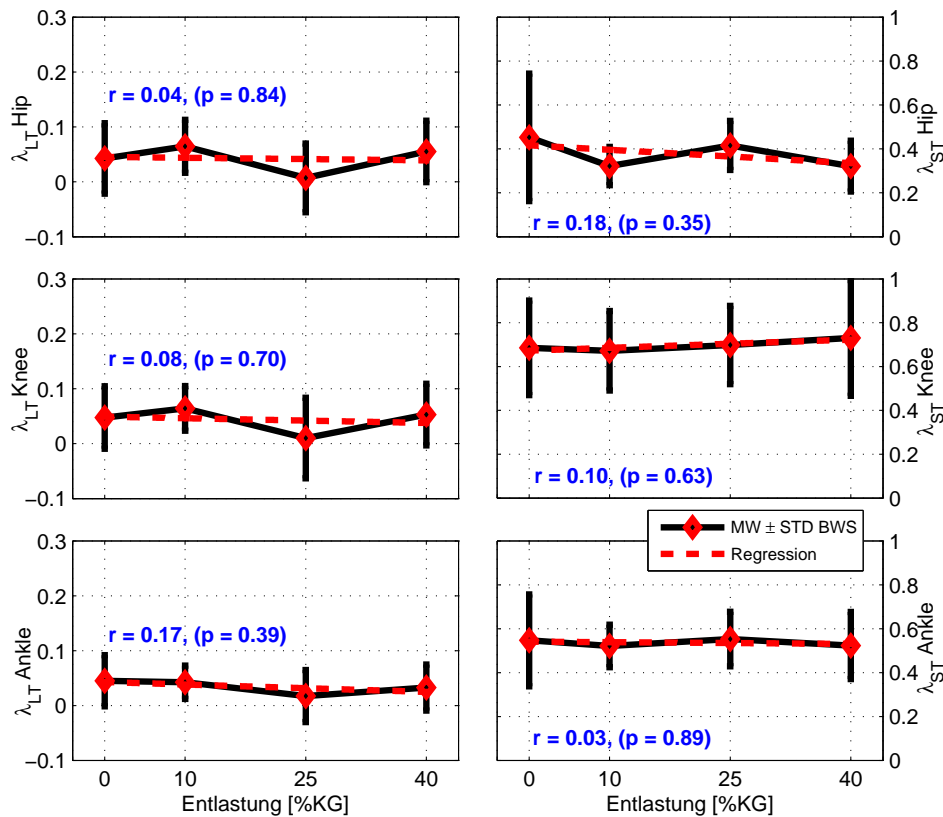 0.3
0.2
0.1
0
−0.1
λLT Hip
r = 0.04, (p = 0.84)
1
0.8
0.6
0.4
0.2
0
λST Hip
r = 0.18, (p = 0.35)
0.3
0.2
0.1
0
−0.1
λLT Knee
r = 0.08, (p = 0.70)
1
0.8
0.6
0.4
0.2
0
λST Knee
r = 0.10, (p = 0.63)
0.3
0.2
0.1
0
−0.1
λLT Ankle
r = 0.17, (p = 0.39)
0 10 25 40
Entlastung [%KG]
MW ± STD BWS
Regression
1
0.8
0.6
0.4
0.2
0
λST Ankle
r = 0.03, (p = 0.89)
0 10 25 40
Entlastung [%KG]